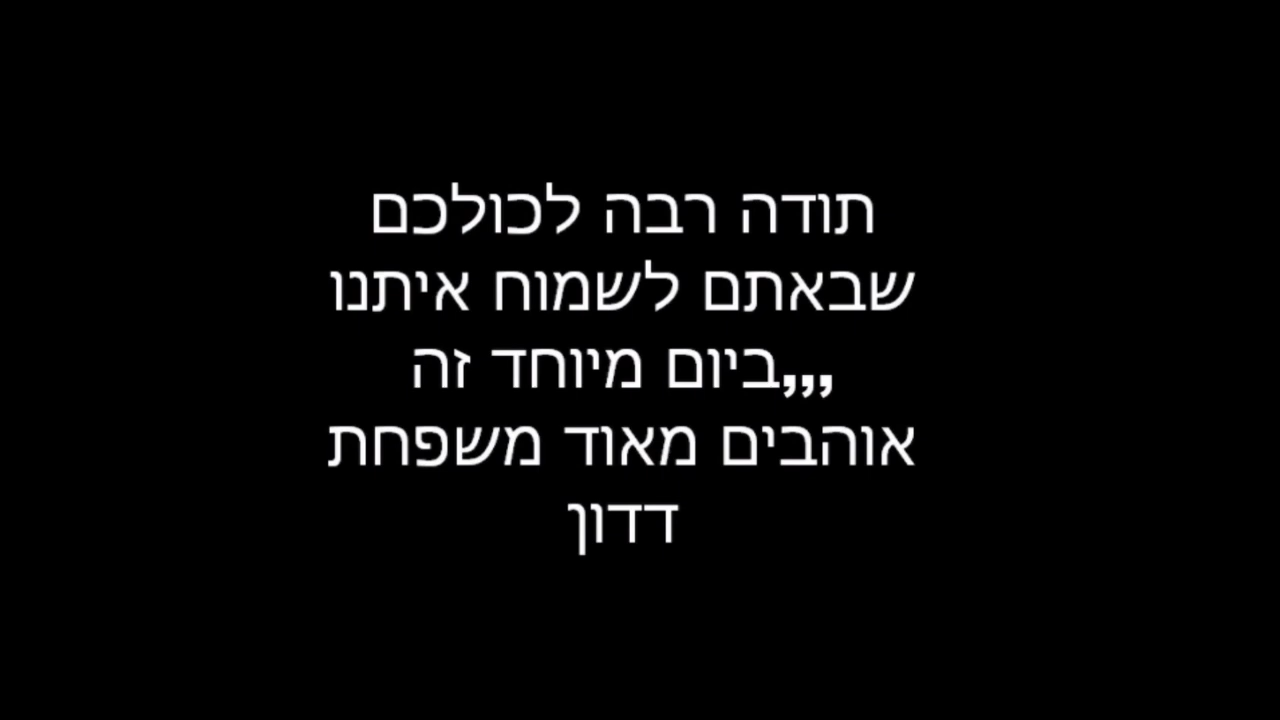 תודה רבה לכולכם
שבאתם לשמוח איתנו
,,,ביום מיוחד זה
אוהבים מאוד משפחת
דדון